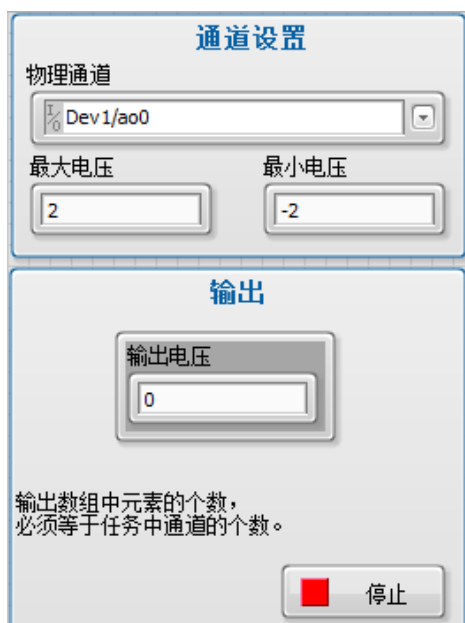 通道设置
物理通道
I/O Dev1/ao0
最大电压 最小电压
2 -2
输出
输出电压
0
输出数组中元素的个数，
必须等于任务中通道的个数。
停止